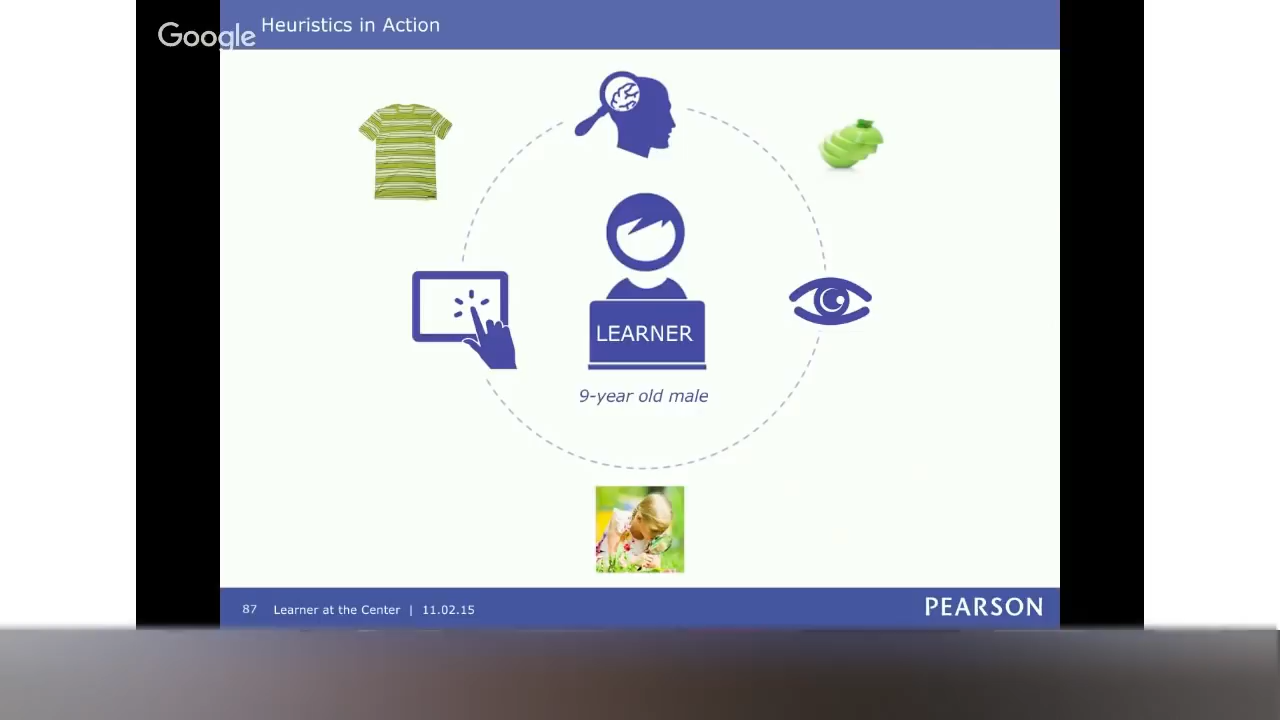 Google
Heuristics in Action
LEARNER
9-year old male
87 Learner at the Center | 11.02.15
PEARSON